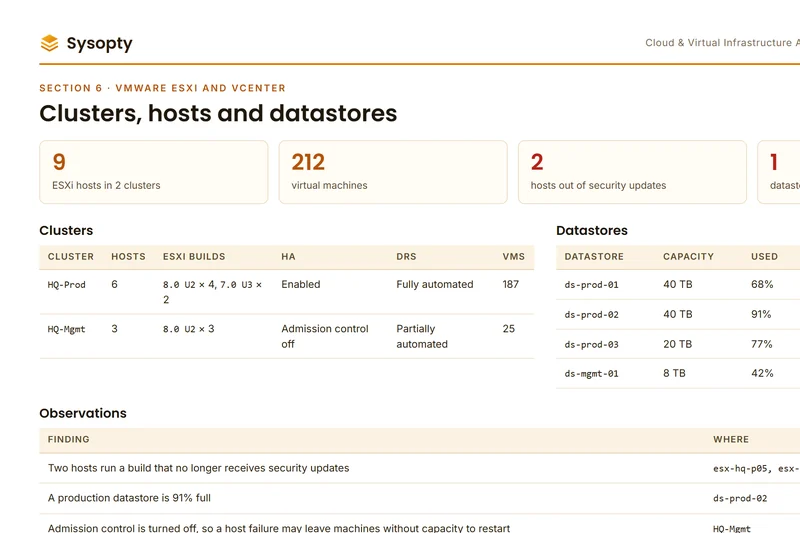 Sysopty
Cloud & Virtual Infrastructure A
SECTION 6 · VMWARE ESXI AND VCENTER
Clusters, hosts and datastores
9
ESXi hosts in 2 clusters
212
virtual machines
2
hosts out of security updates
1
datast
Clusters
CLUSTER HOSTS ESXI BUILDS HA DRS VMS
HQ-Prod 6 8.0 U2 × 4, 7.0 U3 × Enabled Fully automated 187
2
HQ-Mgmt 3 8.0 U2 × 3 Admission control Partially 25
off automated
Datastores
DATASTORE CAPACITY USED
ds-prod-01 40 TB 68%
ds-prod-02 40 TB 91%
ds-prod-03 20 TB 77%
ds-mgmt-01 8 TB 42%
Observations
FINDING WHERE
Two hosts run a build that no longer receives security updates esx-hq-p05, esx-
A production datastore is 91% full ds-prod-02
Admission control is turned off, so a host failure may leave machines without capacity to restart HQ-Mgmt